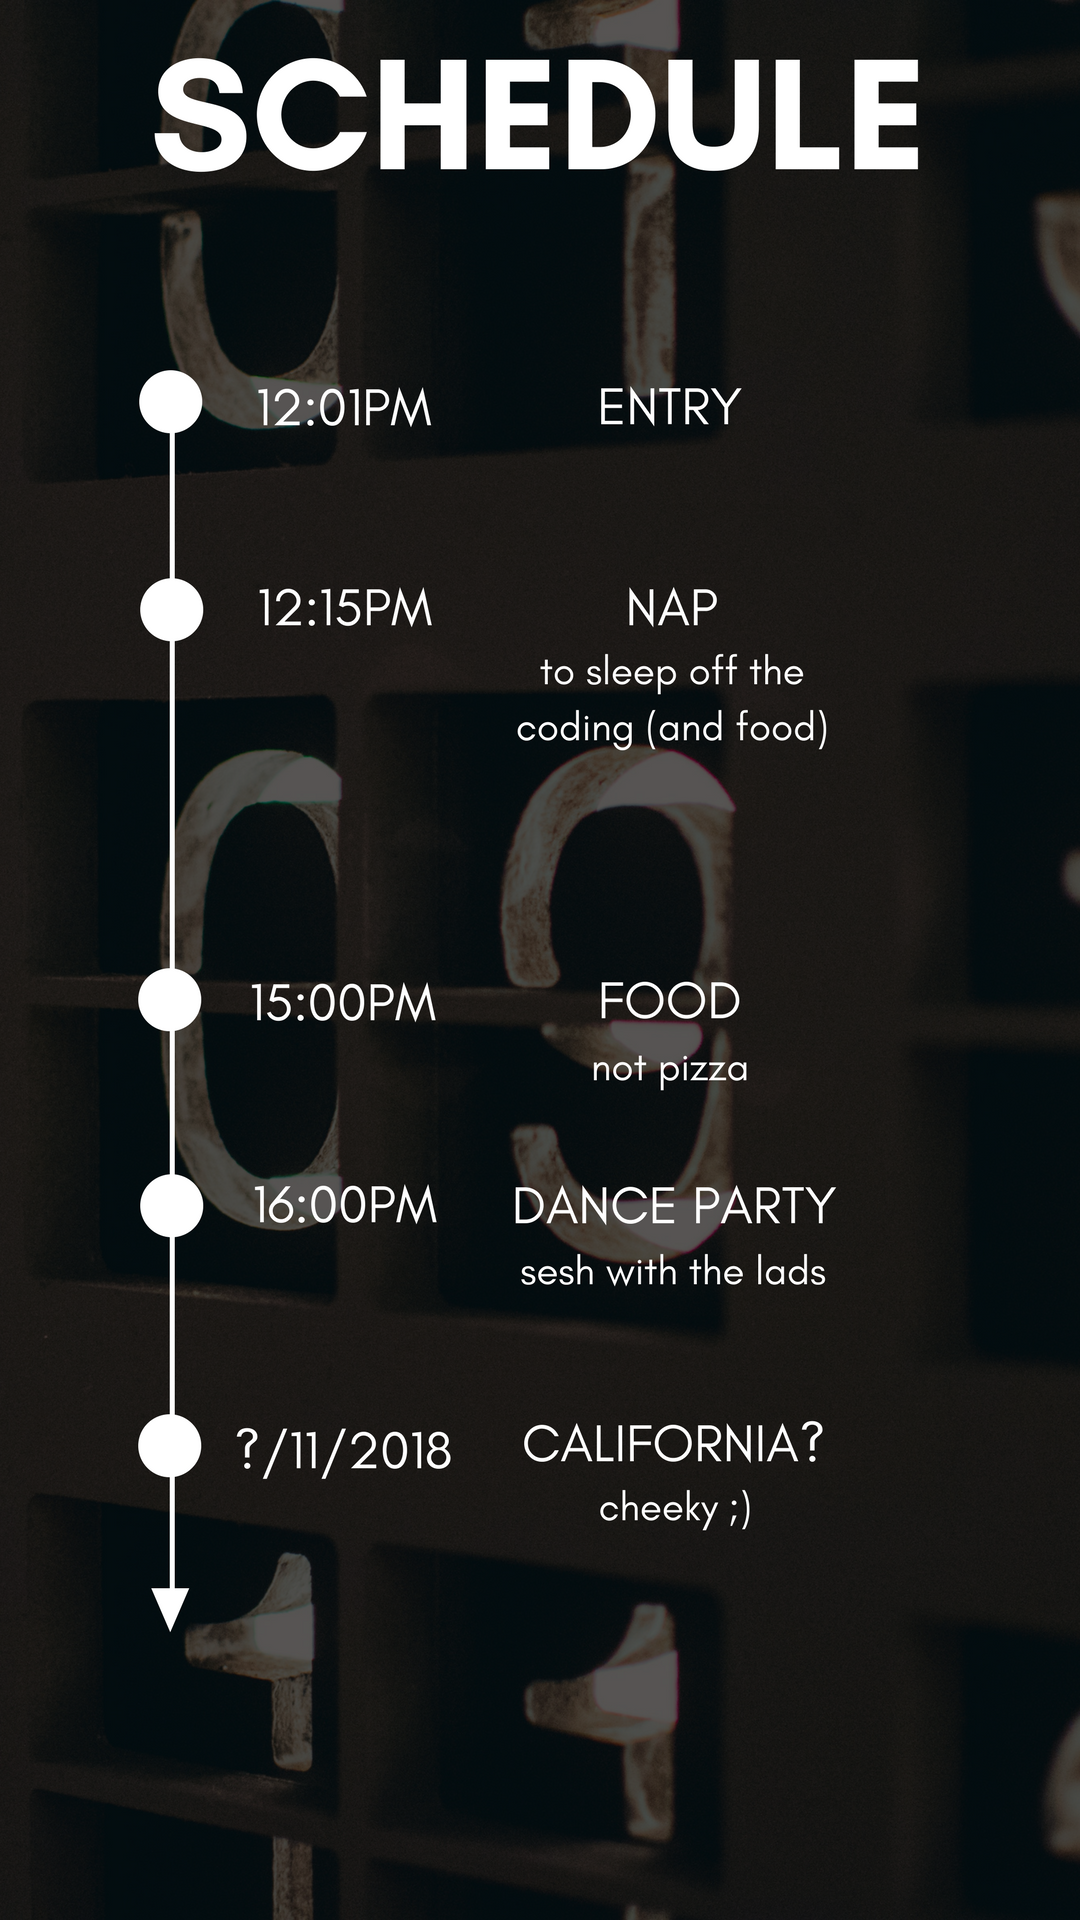 SCHEDULE
12:01PM ENTRY
12:15PM NAP
to sleep off the
coding (and food)
15:00PM FOOD
not pizza
16:00PM DANCE PARTY
sesh with the lads
?/11/2018 CALIFORNIA?
cheeky ;)